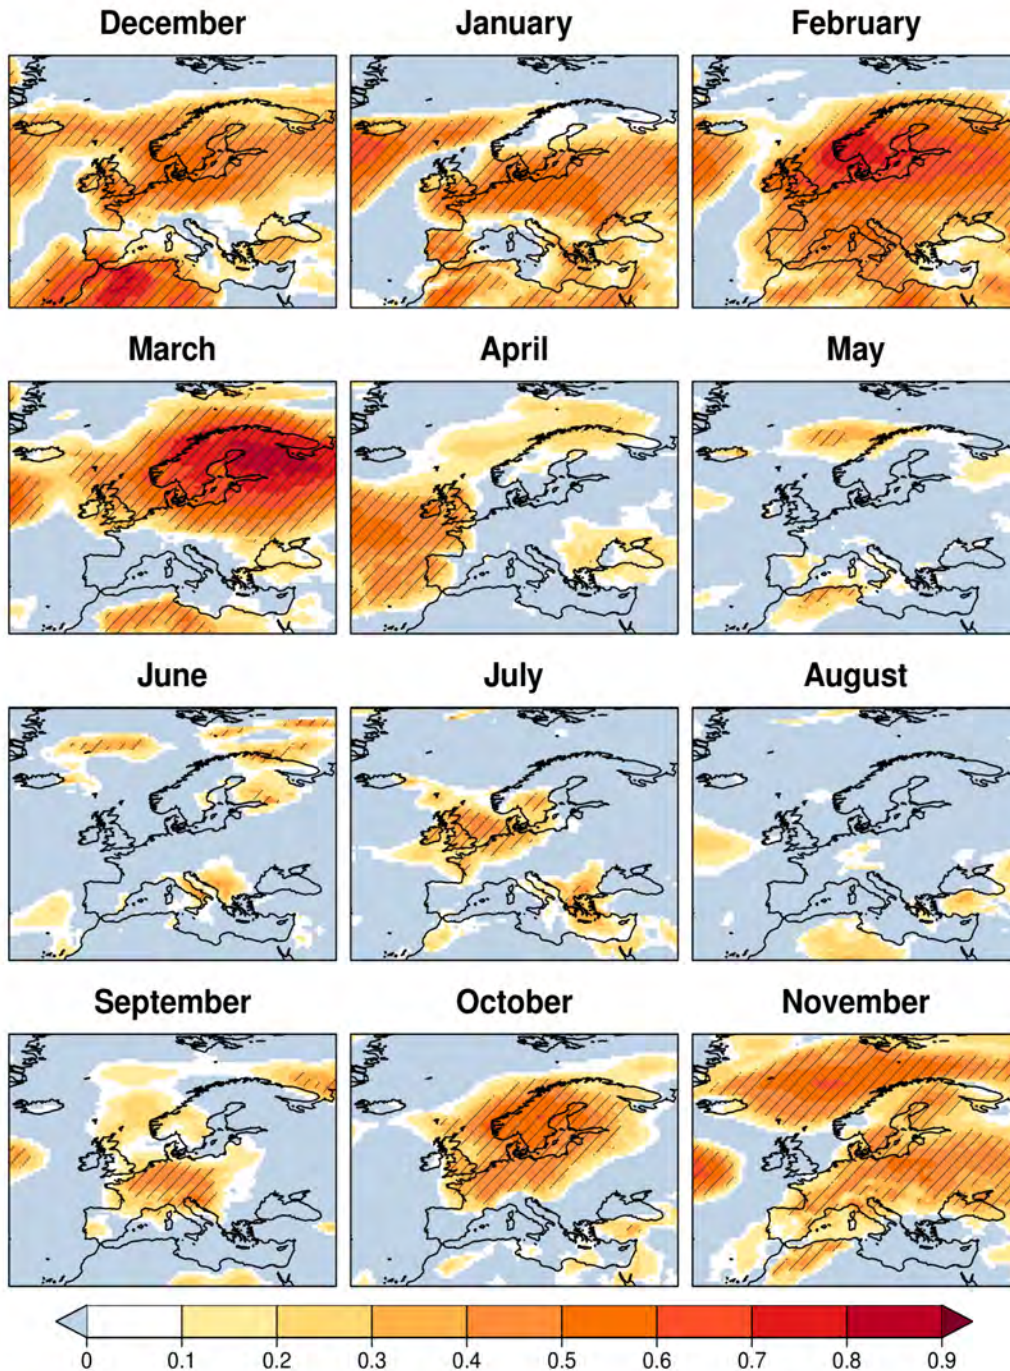 December January February
March April May
June July August
September October November
0 0.1 0.2 0.3 0.4 0.5 0.6 0.7 0.8 0.9